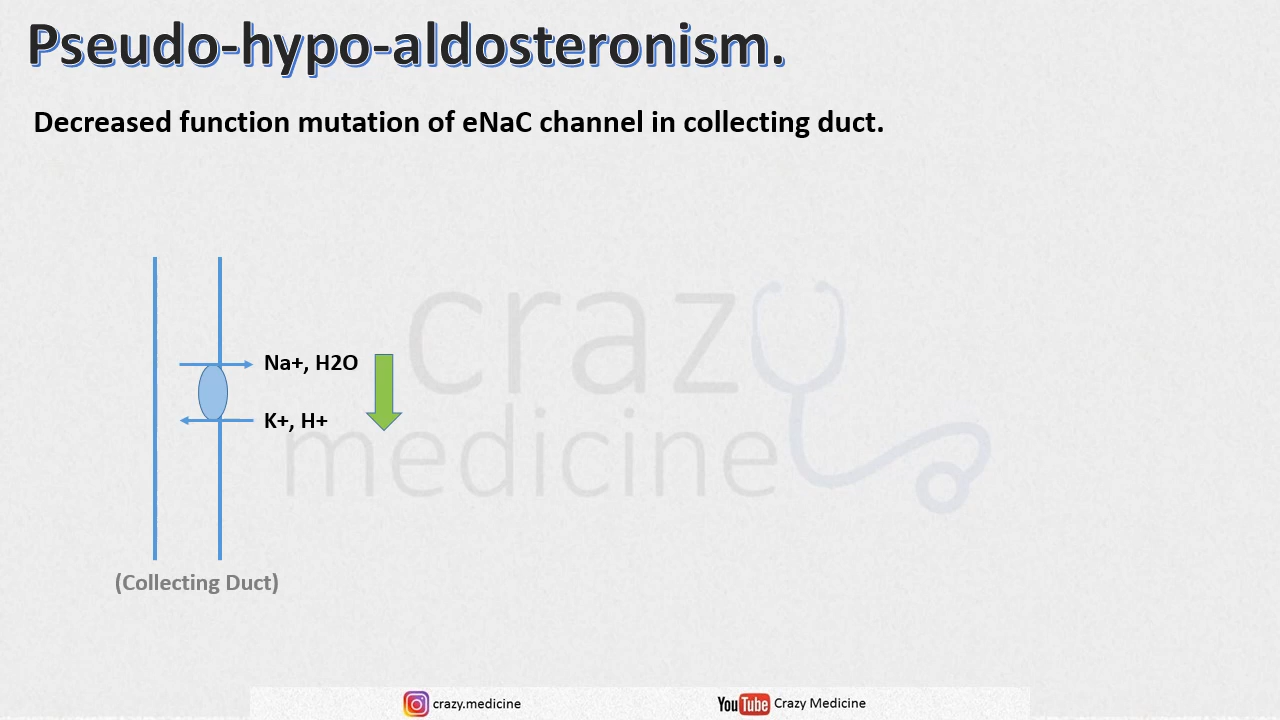 Pseudo-hypo-aldosteronism.
Decreased function mutation of eNaC channel in collecting duct.
crazy
medicine
Na+, H2O
K+, H+
(Collecting Duct)
crazy.medicine
YouTube Crazy Medicine